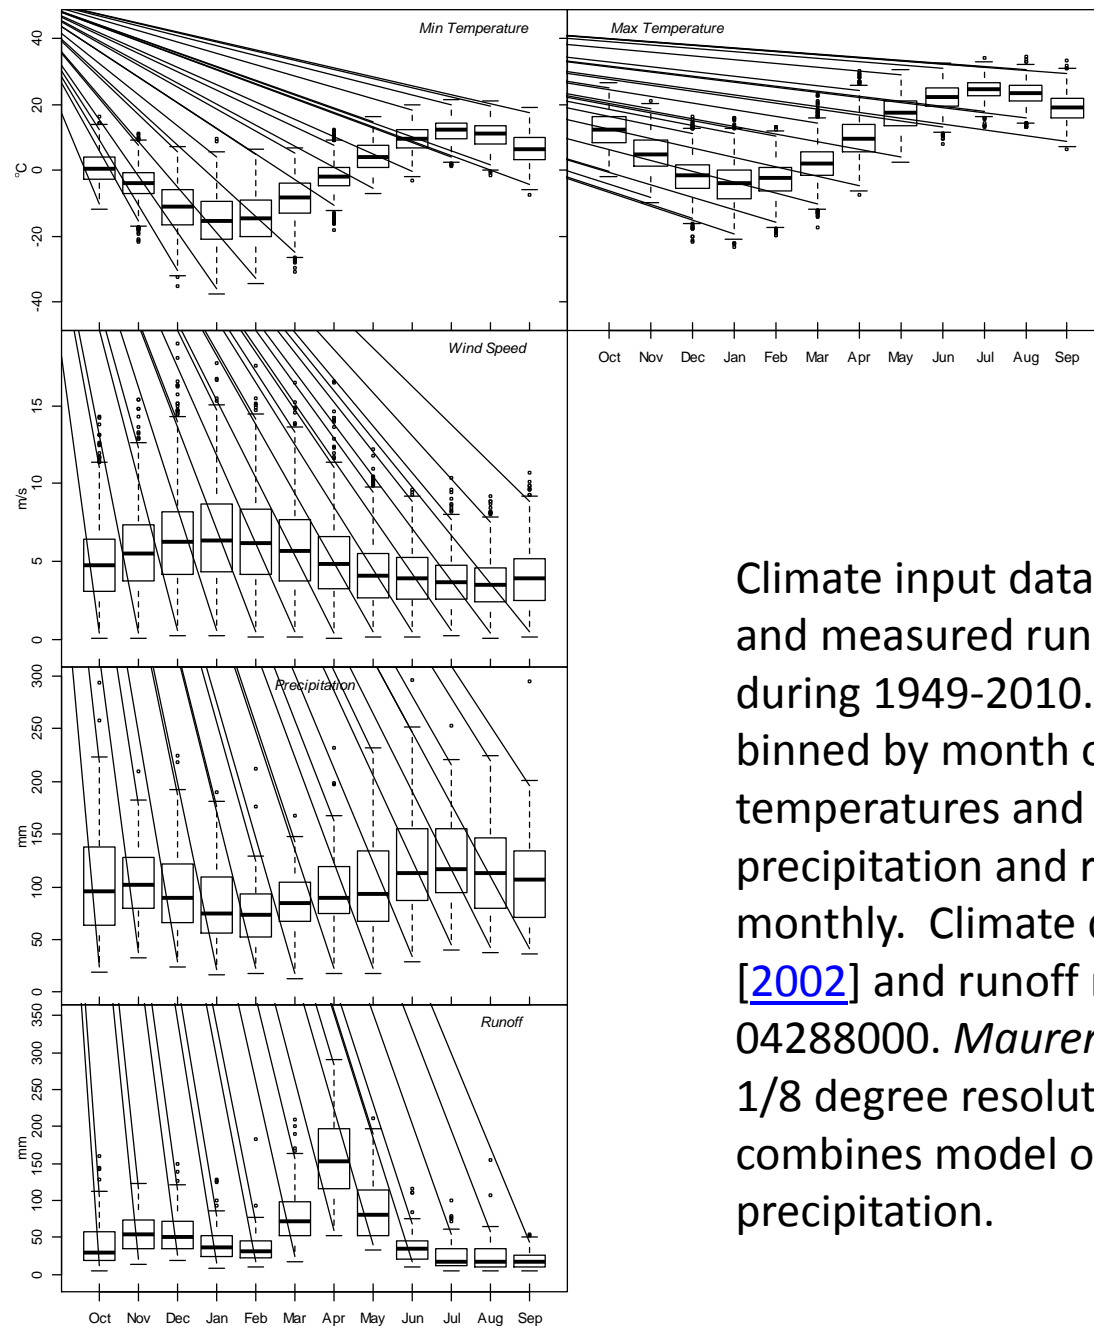 Min Temperature
Max Temperature
40
20
0
-20
-40
°C
Oct Nov Dec Jan Feb Mar Apr May Jun Jul Aug Sep
Wind Speed
15
10
5
0
m/s
Precipitation
300
250
200
150
100
50
0
mm
Runoff
350
300
250
200
150
100
50
0
mm
Oct Nov Dec Jan Feb Mar Apr May Jun Jul Aug Sep
Climate input data
and measured run
during 1949-2010.
binned by month
temperatures and
precipitation and
monthly. Climate
[2002] and runoff
04288000. Maurer
1/8 degree resolut
combines model
precipitation.